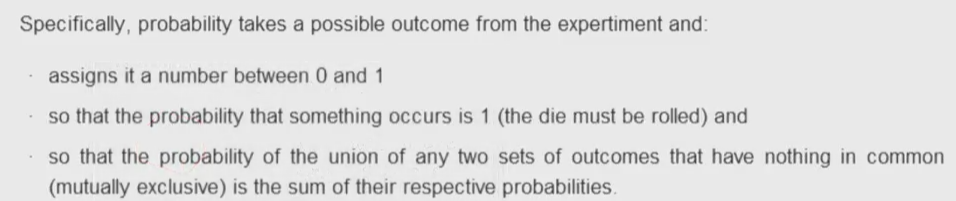 Specifically, probability takes a possible outcome from the expertiment and:
· assigns it a number between 0 and 1
· so that the probability that something occurs is 1 (the die must be rolled) and
· so that the probability of the union of any two sets of outcomes that have nothing in common
(mutually exclusive) is the sum of their respective probabilities.